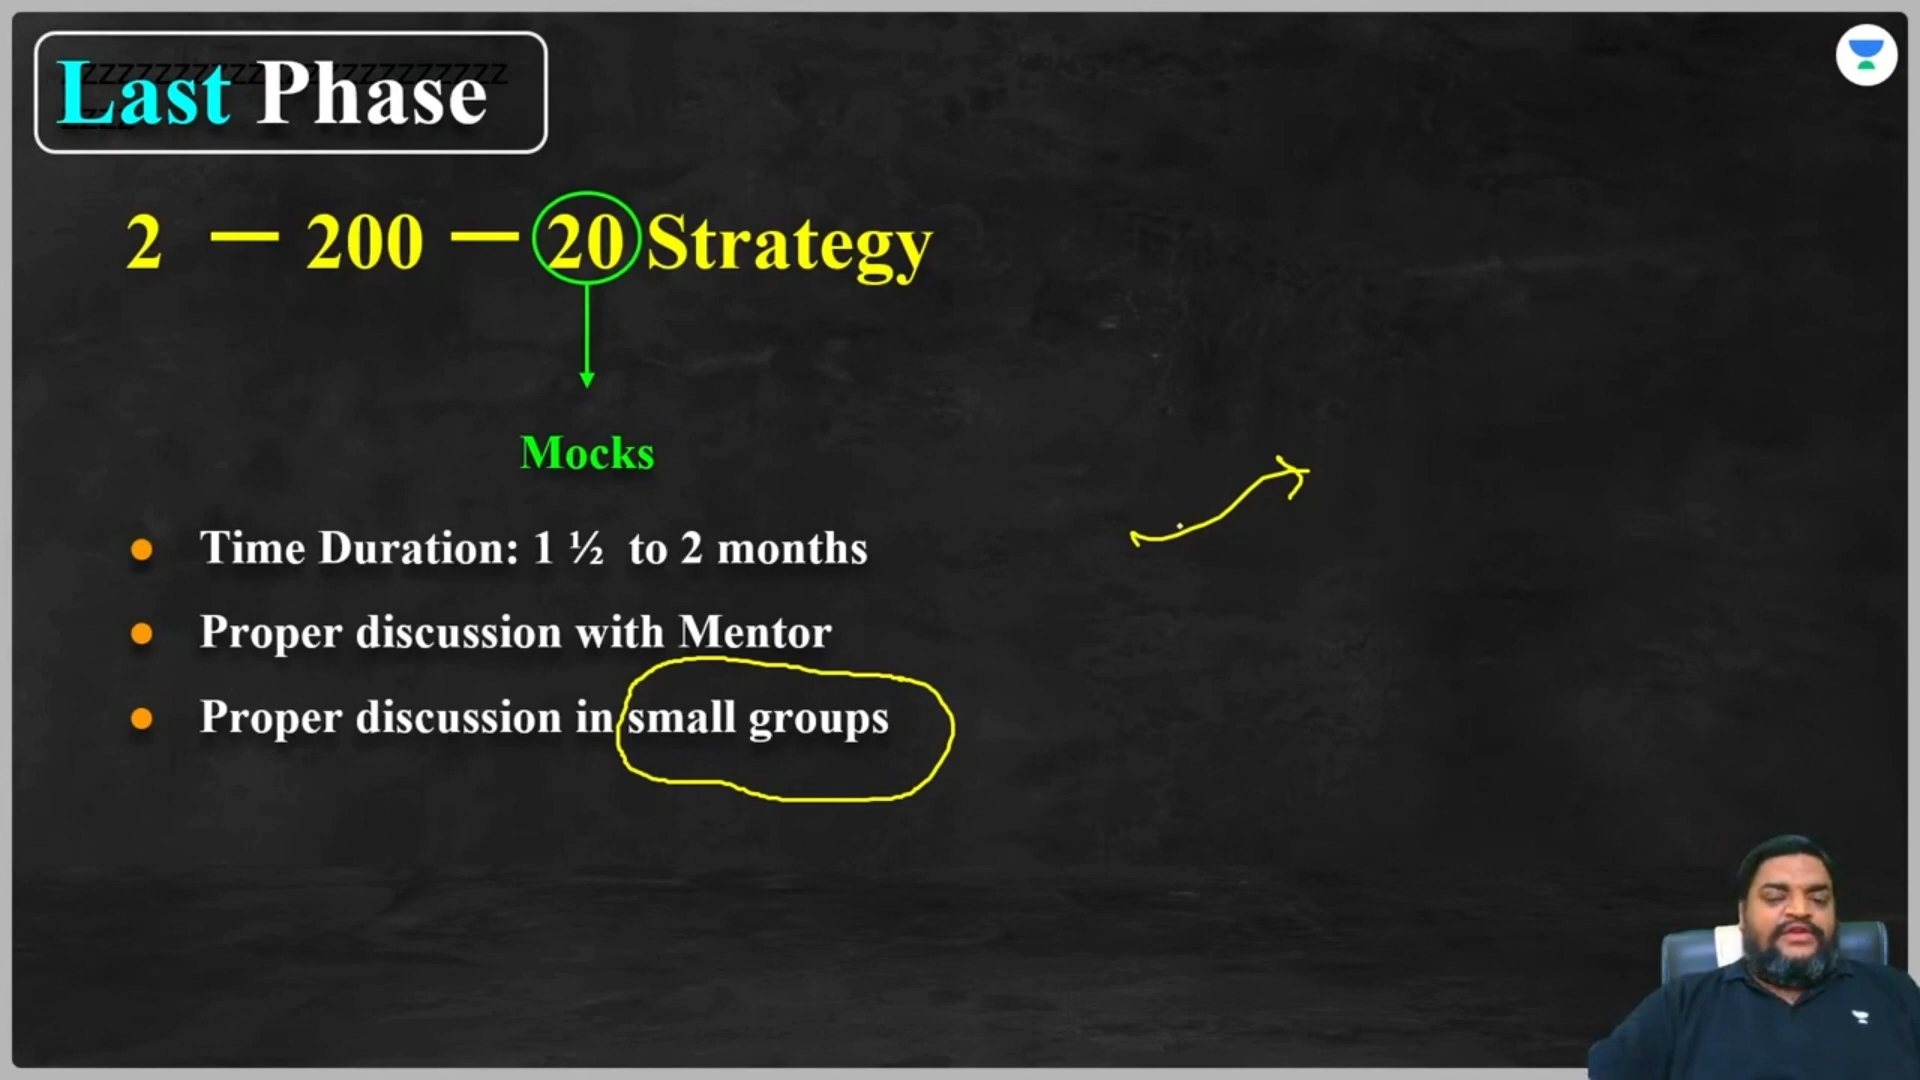 Last Phase
2 — 200 — 20 Strategy
Mocks
Time Duration: 1 ½ to 2 months
Proper discussion with Mentor
Proper discussion in small groups